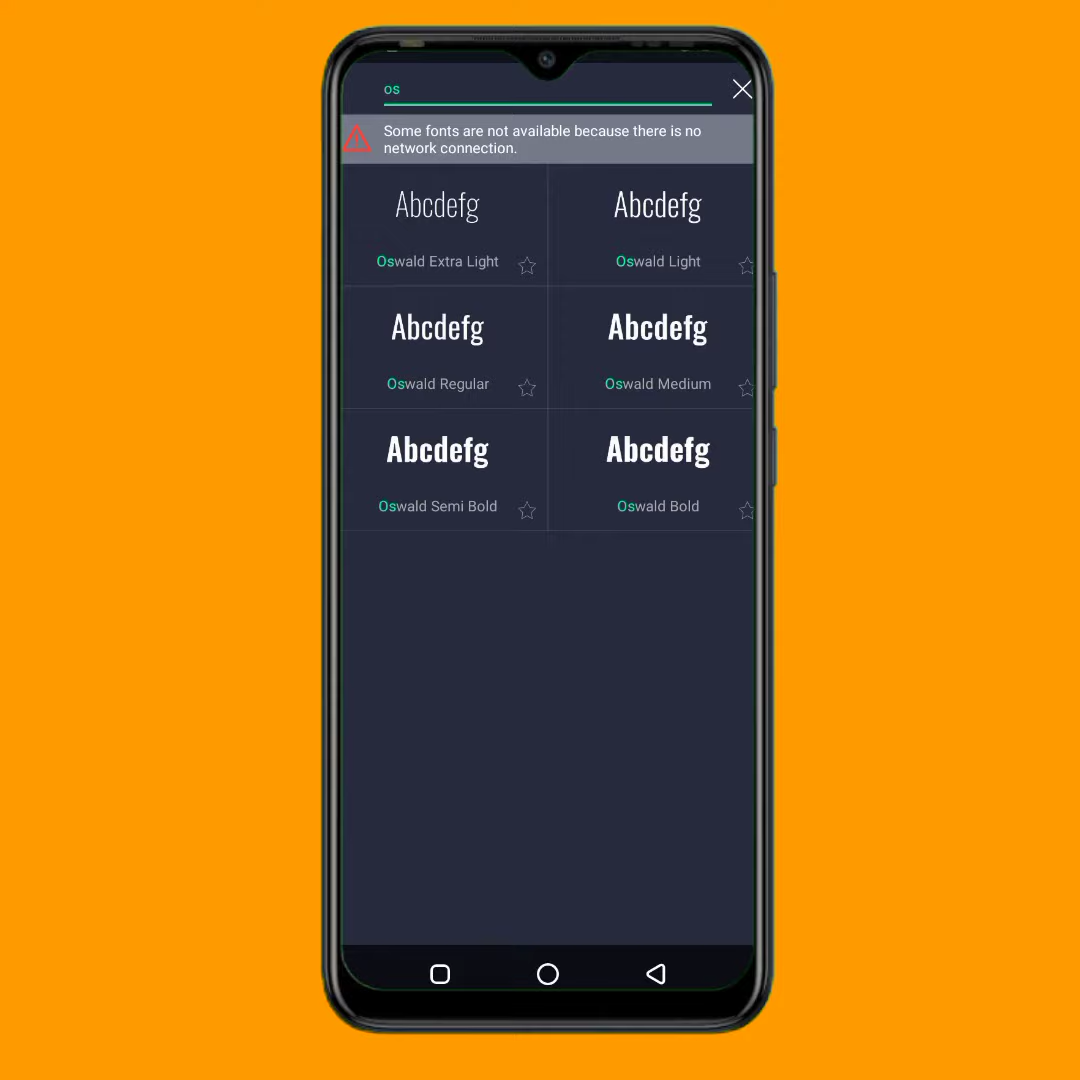 os
Some fonts are not available because there is no
network connection.
Abcdefg
Abcdefg
Oswald Extra Light
Oswald Light
Abcdefg
Abcdefg
Oswald Regular
Oswald Medium
Abcdefg
Abcdefg
Oswald Semi Bold
Oswald Bold